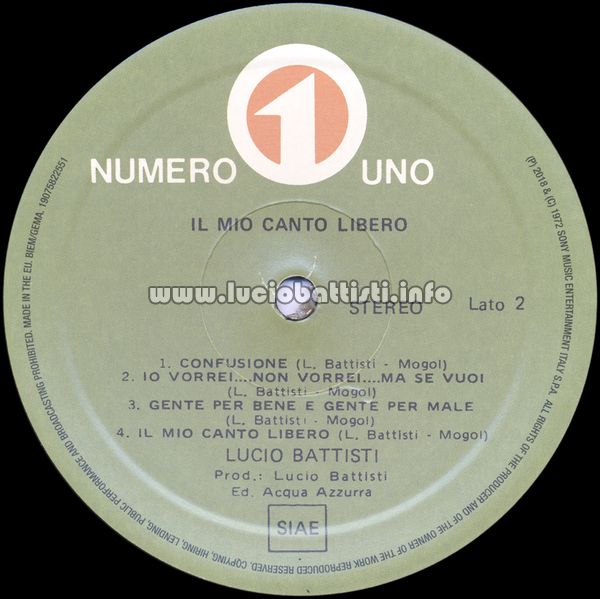 1
NUMERO UNO
IL MIO CANTO LIBERO
www.luciobattisti.info
STEREO
Lato 2
1. CONFUSIONE (L. Battisti - Mogol)
2. IO VORREI....NON VORREI....MA SE VUOI
(L. Battisti - Mogol)
3. GENTE PER BENE E GENTE PER MALE
(L. Battisti - Mogol)
4. IL MIO CANTO LIBERO (L. Battisti - Mogol)
LUCIO BATTISTI
Prod.: Lucio Battisti
Ed. Acqua Azzurra
SIAE
(P) 2018 & (C) 1972 SONY MUSIC ENTERTAINMENT ITALY S.P.A. ALL RIGHTS OF THE PRODUCER AND OF THE OWNER OF THE WORK REPRODUCED RESERVED. COPYING, HIRING, LENDING, PUBLIC PERFORMANCE AND BROADCASTING PROHIBITED. MADE IN THE EU. BIEM/GEMA. 19075822551